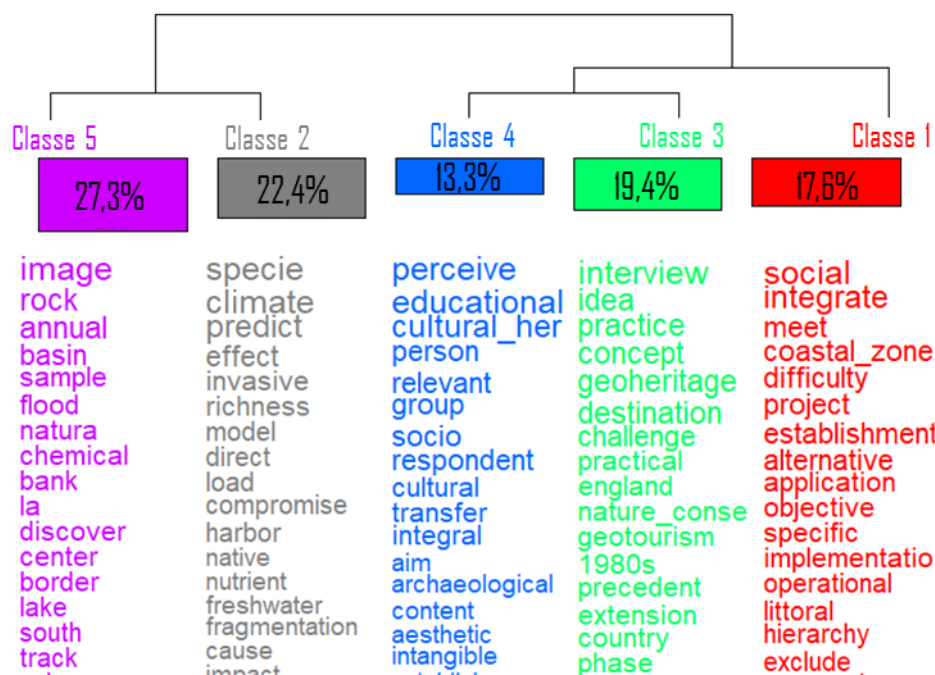 Classe 5
Classe 2
Classe 4
Classe 3
Classe 1
27,3%
22,4%
13,3%
19,4%
17,6%
image
rock
annual
basin
sample
flood
natura
chemical
bank
la
discover
center
border
lake
south
track
specie
climate
predict
effect
invasive
richness
model
direct
load
compromise
harbor
native
nutrient
freshwater
fragmentation
cause
impact
perceive
educational
cultural_her
person
relevant
group
socio
respondent
cultural
transfer
integral
aim
archaeological
content
aesthetic
intangible
interview
idea
practice
concept
geoheritage
destination
challenge
practical
england
nature_conse
geotourism
1980s
precedent
extension
country
phase
social
integrate
meet
coastal_zone
difficulty
project
establishment
alternative
application
objective
specific
implementatio
operational
littoral
hierarchy
exclude